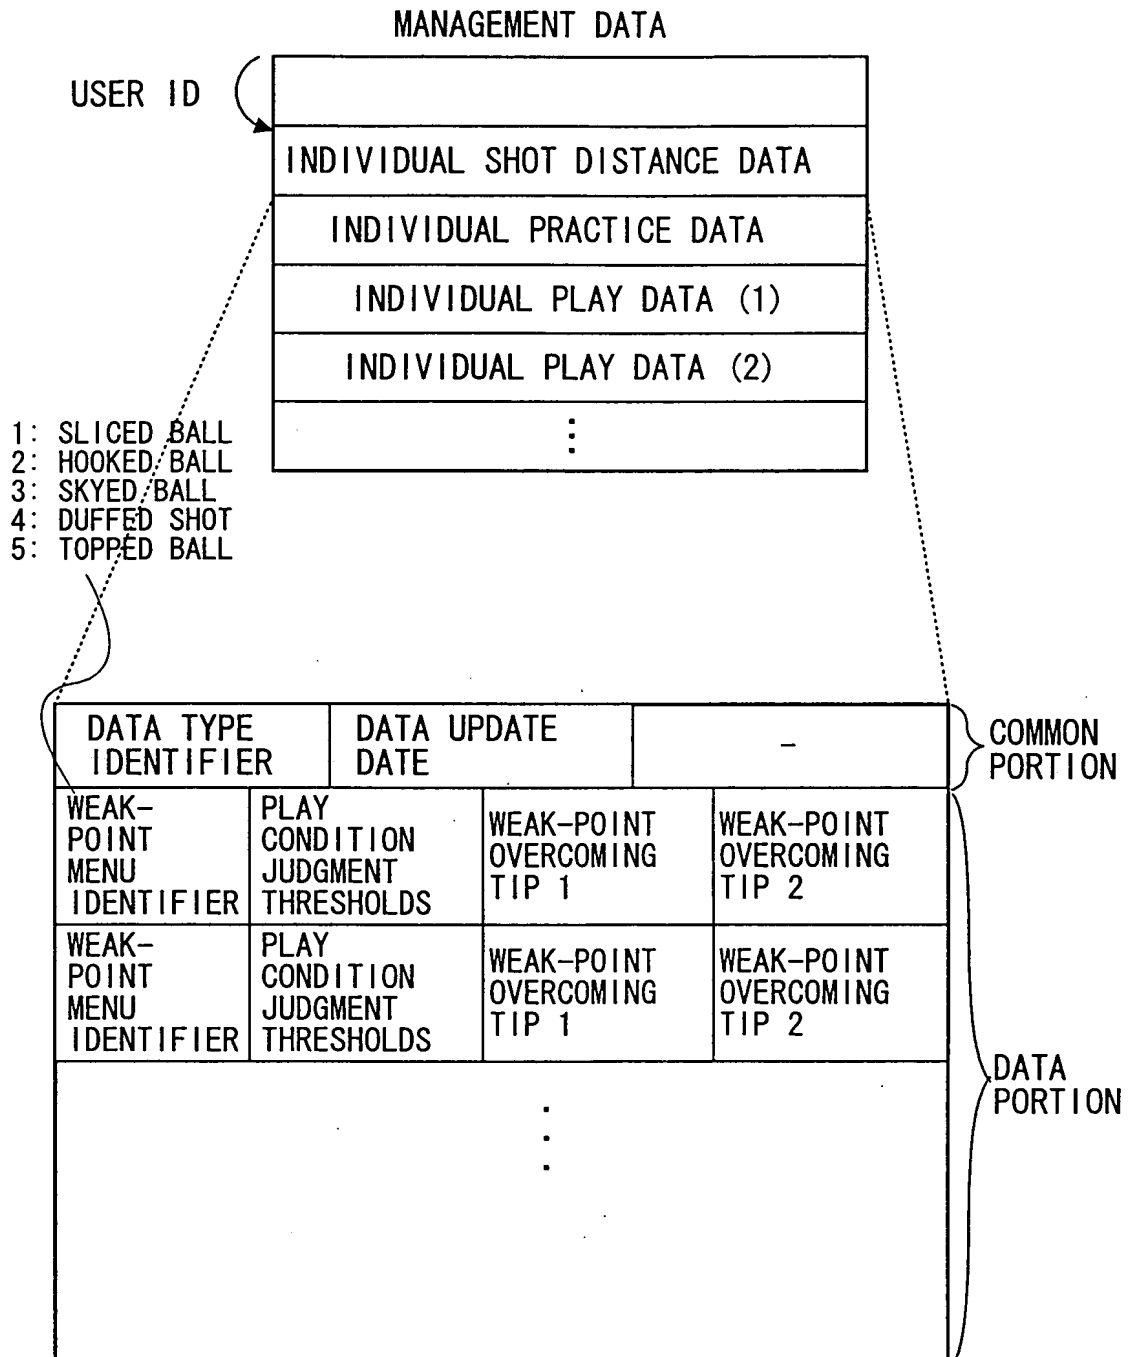 MANAGEMENT DATA
USER ID
INDIVIDUAL SHOT DISTANCE DATA
INDIVIDUAL PRACTICE DATA
INDIVIDUAL PLAY DATA (1)
INDIVIDUAL PLAY DATA (2)
1: SLICED BALL
2: HOOKED BALL
3: SKYED BALL
4: DUFFED SHOT
5: TOPPED BALL
DATA TYPE
IDENTIFIER
DATA UPDATE
DATE
–
COMMON
PORTION
WEAK-
POINT
MENU
IDENTIFIER
PLAY
CONDITION
JUDGMENT
THRESHOLDS
WEAK-POINT
OVERCOMING
TIP 1
WEAK-POINT
OVERCOMING
TIP 2
WEAK-
POINT
MENU
IDENTIFIER
PLAY
CONDITION
JUDGMENT
THRESHOLDS
WEAK-POINT
OVERCOMING
TIP 1
WEAK-POINT
OVERCOMING
TIP 2
DATA
PORTION